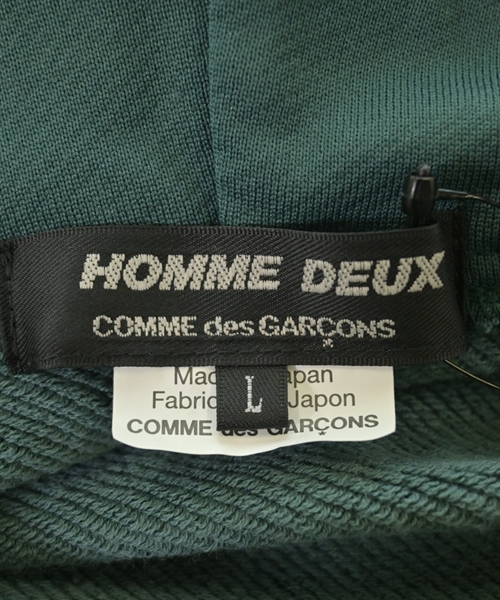 HOMME DEUX
COMME des GARÇONS
Mad apan
Fabric Japon
L
COMME des GARÇONS